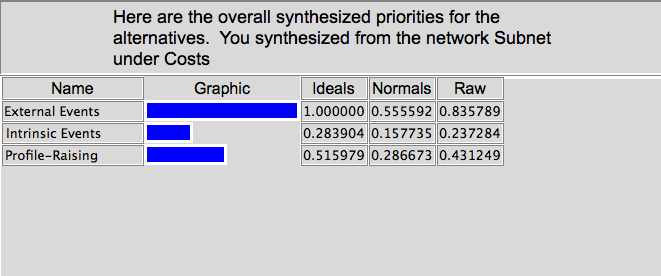 Here are the overall synthesized priorities for the
alternatives. You synthesized from the network Subnet
under Costs
Name Graphic Ideals Normals Raw
External Events 1.000000 0.555592 0.835789
Intrinsic Events 0.283904 0.157735 0.237284
Profile-Raising 0.515979 0.286673 0.431249